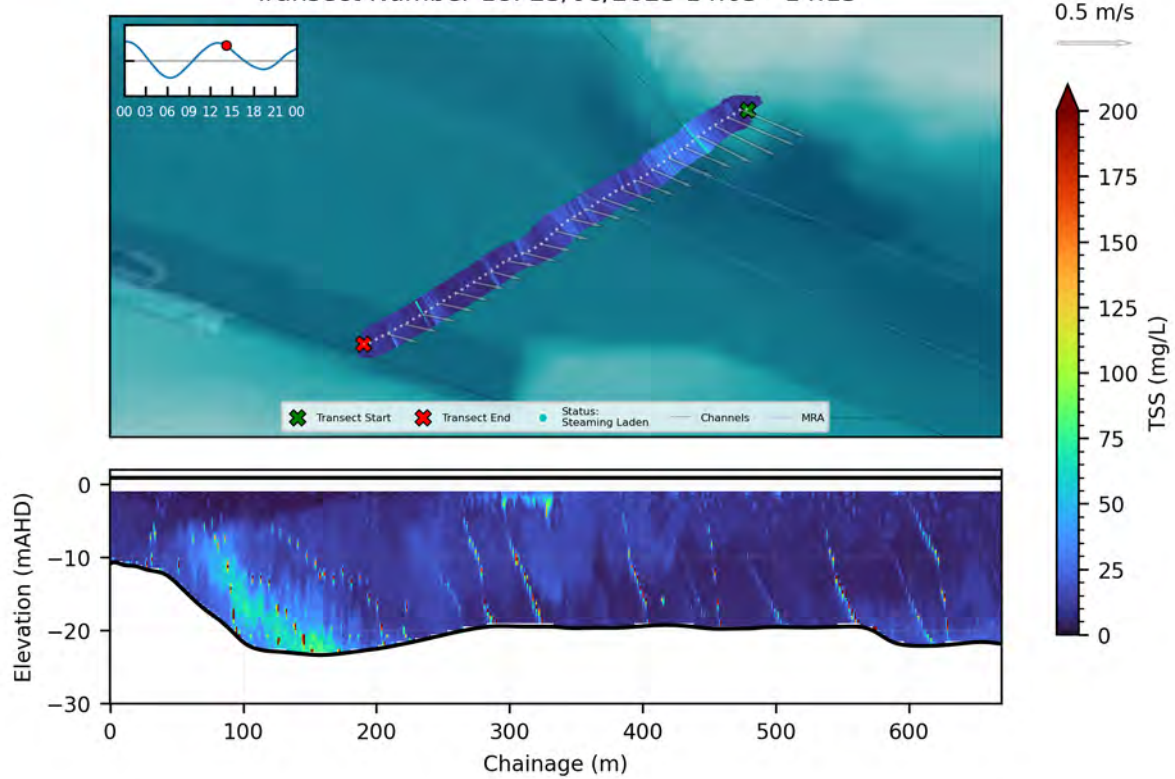 0.5 m/s
00 03 06 09 12 15 18 21 00
Transect Start
Transect End
Status:
Steaming Laden
Channels
MRA
200
175
150
125
100
75
50
25
0
TSS (mg/L)
0
−10
−20
−30
Elevation (mAHD)
0 100 200 300 400 500 600
Chainage (m)